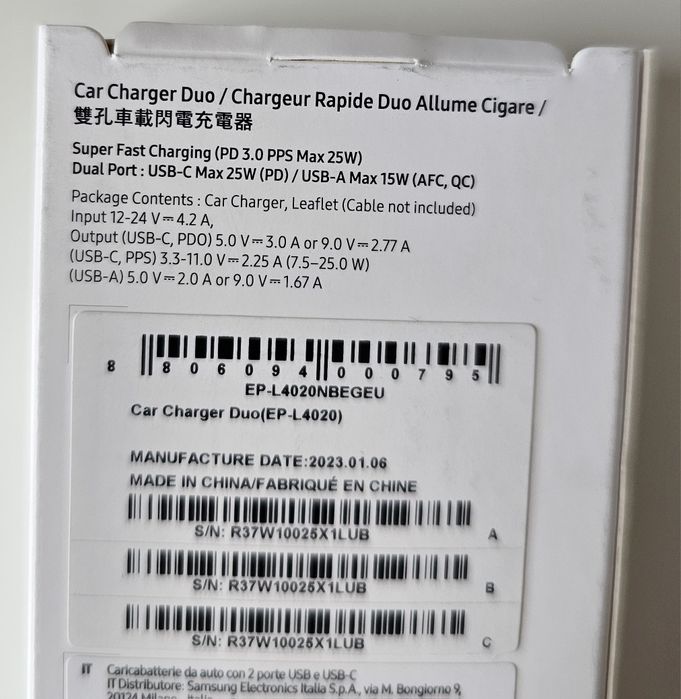 Car Charger Duo / Chargeur Rapide Duo Allume Cigare /
雙孔車載閃電充電器
Super Fast Charging (PD 3.0 PPS Max 25W)
Dual Port : USB-C Max 25W (PD) / USB-A Max 15W (AFC, QC)
Package Contents : Car Charger, Leaflet (Cable not included)
Input 12-24 V⎓4.2 A,
Output (USB-C, PDO) 5.0 V⎓3.0 A or 9.0 V⎓2.77 A
(USB-C, PPS) 3.3-11.0 V⎓2.25 A (7.5–25.0 W)
(USB-A) 5.0 V⎓2.0 A or 9.0 V⎓1.67 A
8 806094 000795
EP-L4020NBEGEU
Car Charger Duo(EP-L4020)
MANUFACTURE DATE:2023.01.06
MADE IN CHINA/FABRIQUÉ EN CHINE
S/N: R37W10025X1LUB A
S/N: R37W10025X1LUB B
S/N: R37W10025X1LUB C
IT Caricabatterie da auto con 2 porte USB e USB-C
IT Distributore: Samsung Electronics Italia S.p.A., via M. Bongiorno 9,
20124 Milano - Italia